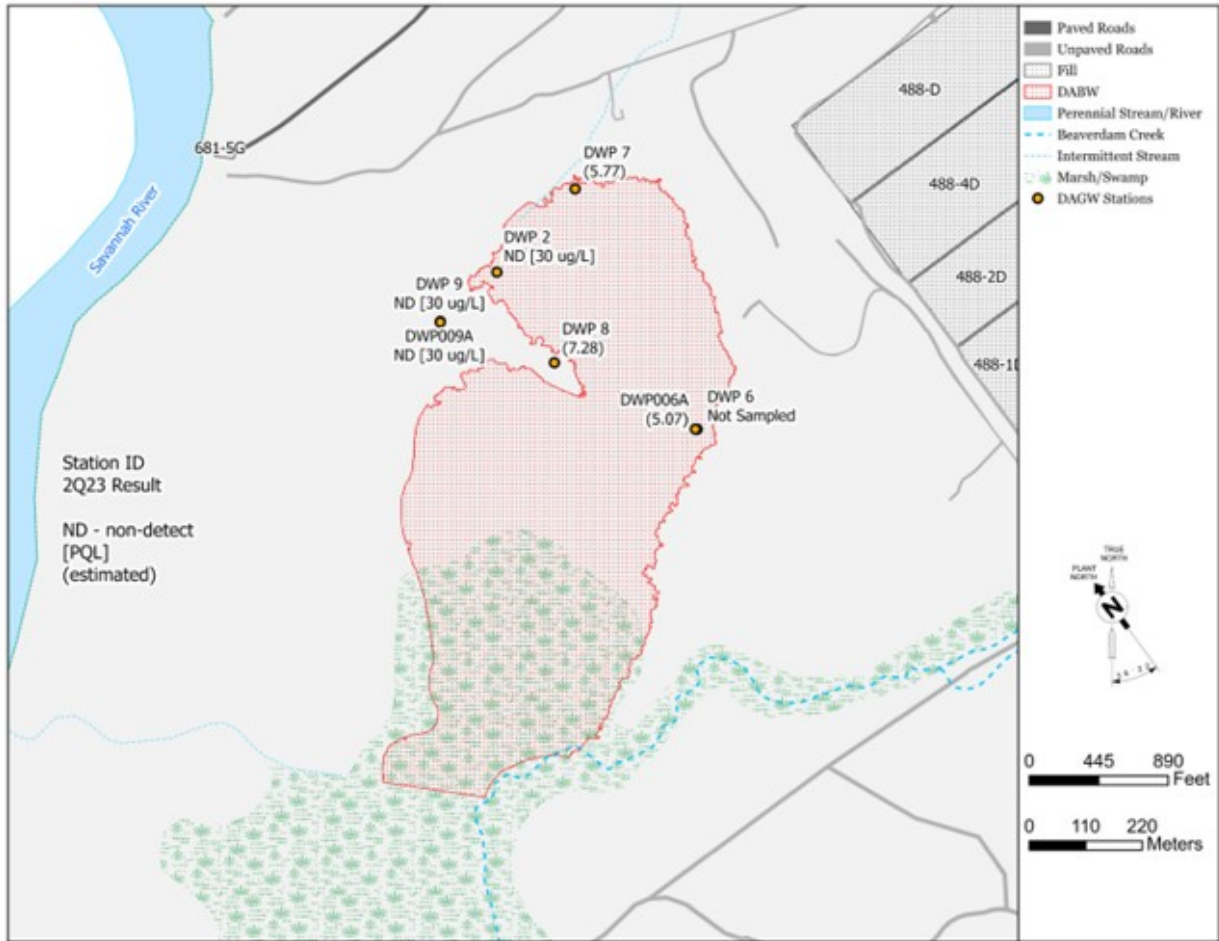 Paved Roads
Unpaved Roads
Fill
DABW
Perennial Stream/River
Beaverdam Creek
Intermittent Stream
Marsh/Swamp
DAGW Stations
488-D
488-4D
488-2D
488-1D
681-5G
Savannah River
DWP 7
(5.77)
DWP 2
ND [30 ug/L]
DWP 9
ND [30 ug/L]
DWP009A
ND [30 ug/L]
DWP 8
(7.28)
DWP006A
(5.07)
DWP 6
Not Sampled
Station ID
2Q23 Result
ND - non-detect
[PQL]
(estimated)
TRUE
NORTH
PLANT
NORTH
N
0 445 890
Feet
0 110 220
Meters